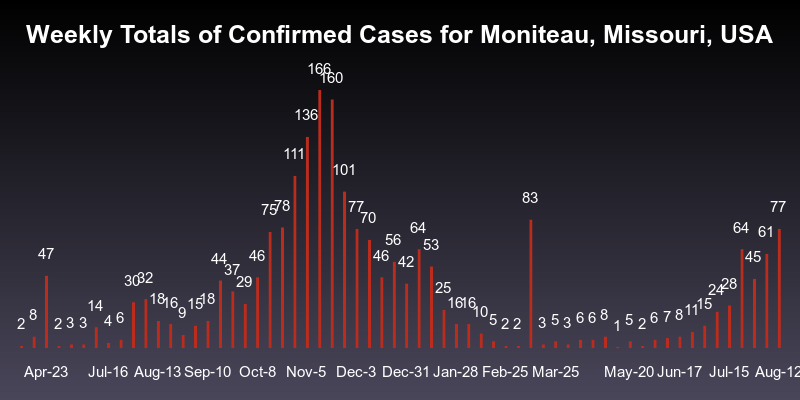 Weekly Totals of Confirmed Cases for Moniteau, Missouri, USA
2 8 47 2 3 3 14 4 6 30 32 18 16 9 15 18 44 37 29 46 75 78 111 136 166 160 101 77 70 46 56 42 64 53 25 16 16 10 5 2 2 83 3 5 3 6 6 8 1 5 2 6 7 8 11 15 24 28 64 45 61 77
Apr-23 Jul-16 Aug-13 Sep-10 Oct-8 Nov-5 Dec-3 Dec-31 Jan-28 Feb-25 Mar-25 May-20 Jun-17 Jul-15 Aug-12